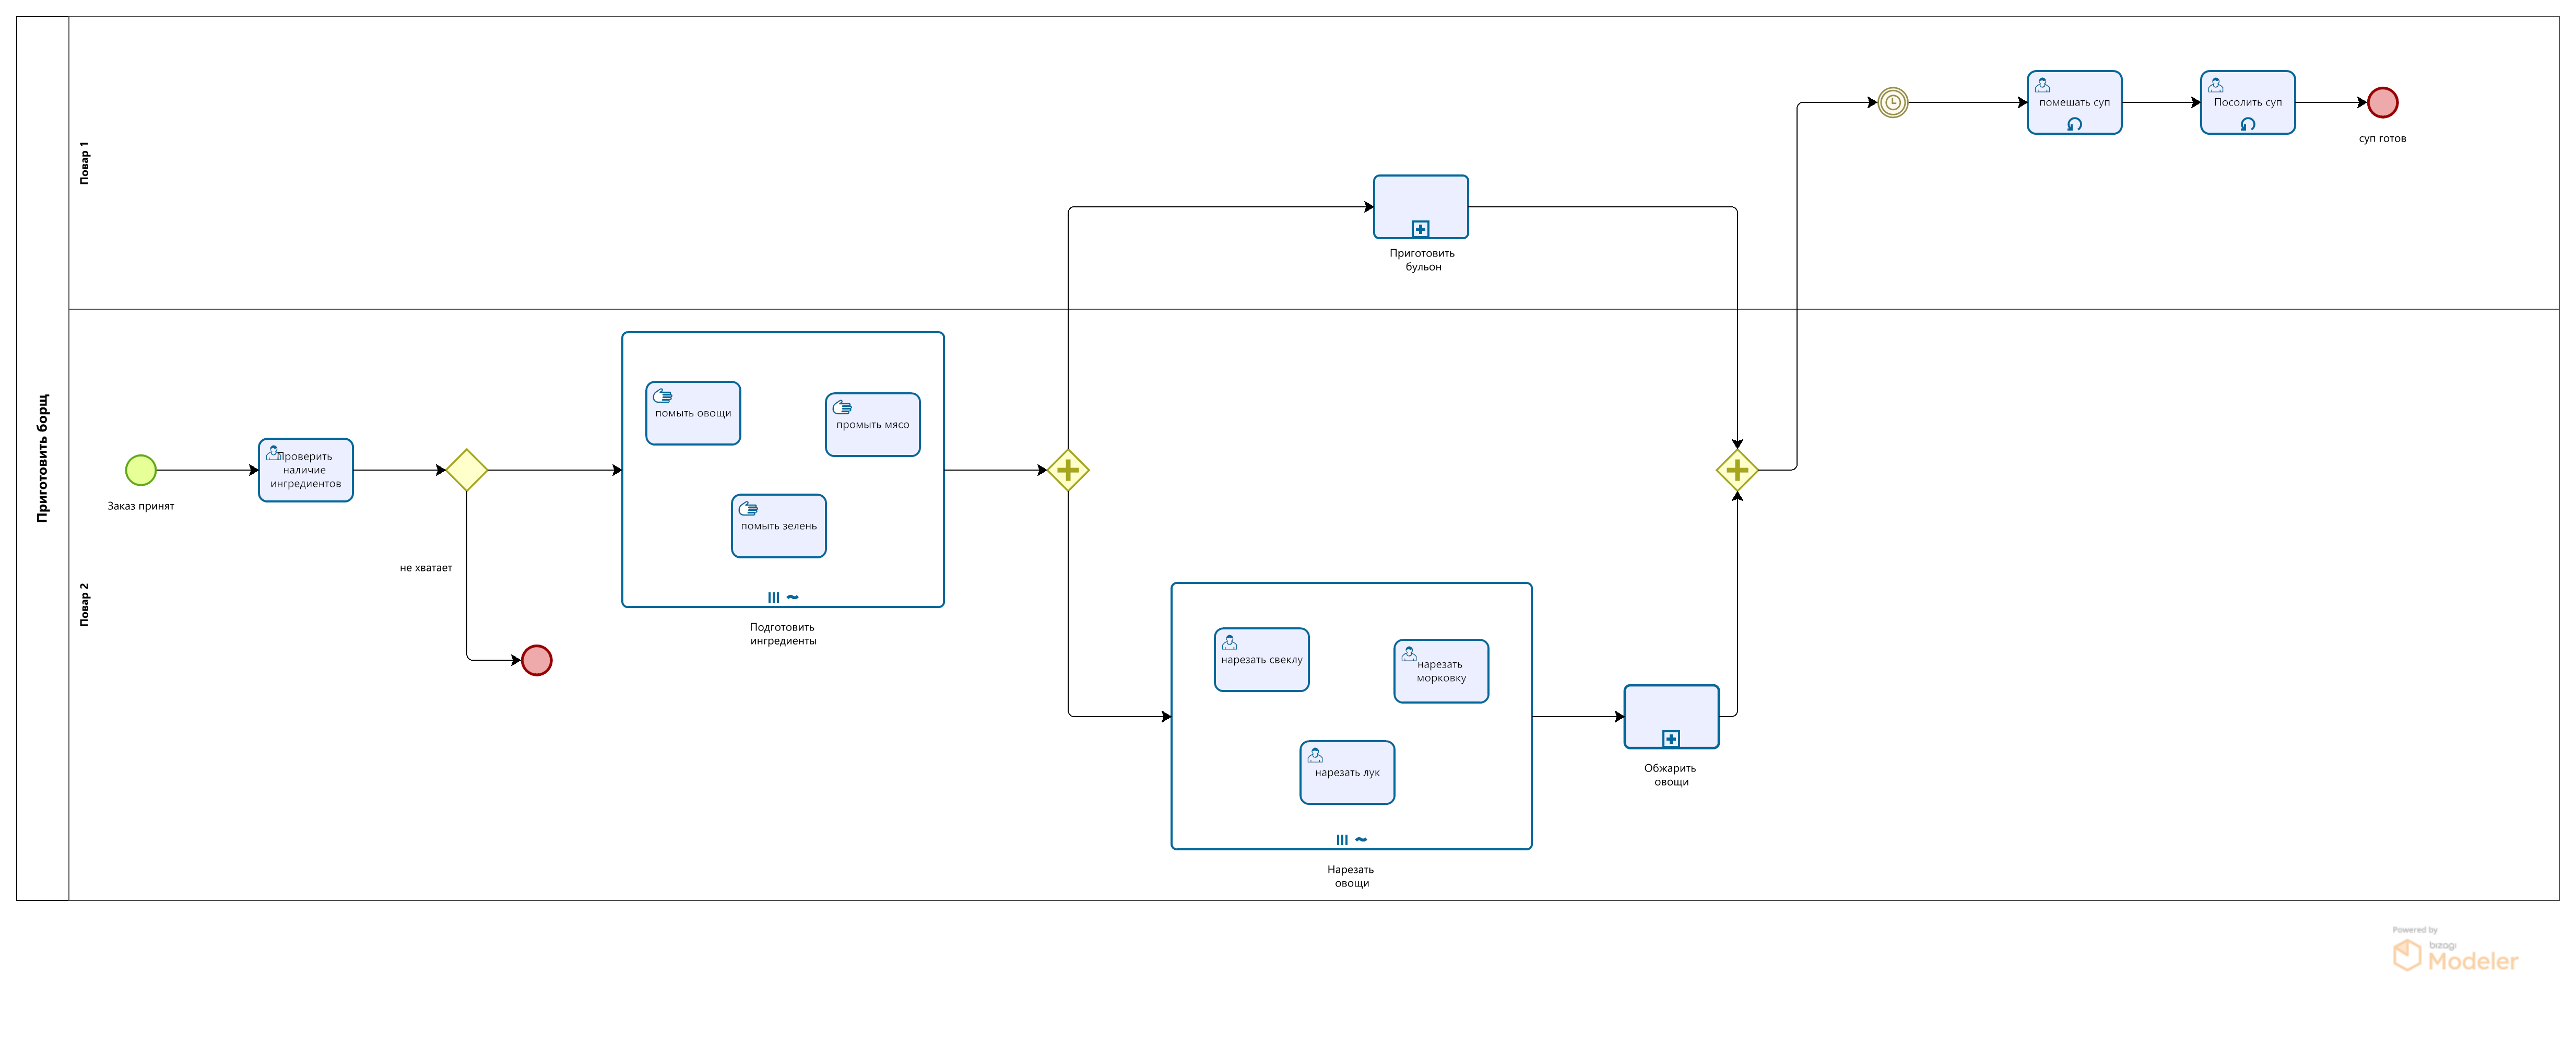 Приготовить борщ
Повар 1
помешать суп
Посолить суп
суп готов
Приготовить
бульон
Повар 2
Заказ принят
Проверить
наличие
ингредиентов
не хватает
помыть овощи
промыть мясо
помыть зелень
Подготовить
ингредиенты
нарезать свеклу
нарезать
морковку
нарезать лук
Нарезать
овощи
Обжарить
овощи
Powered by
bizagi
Modeler